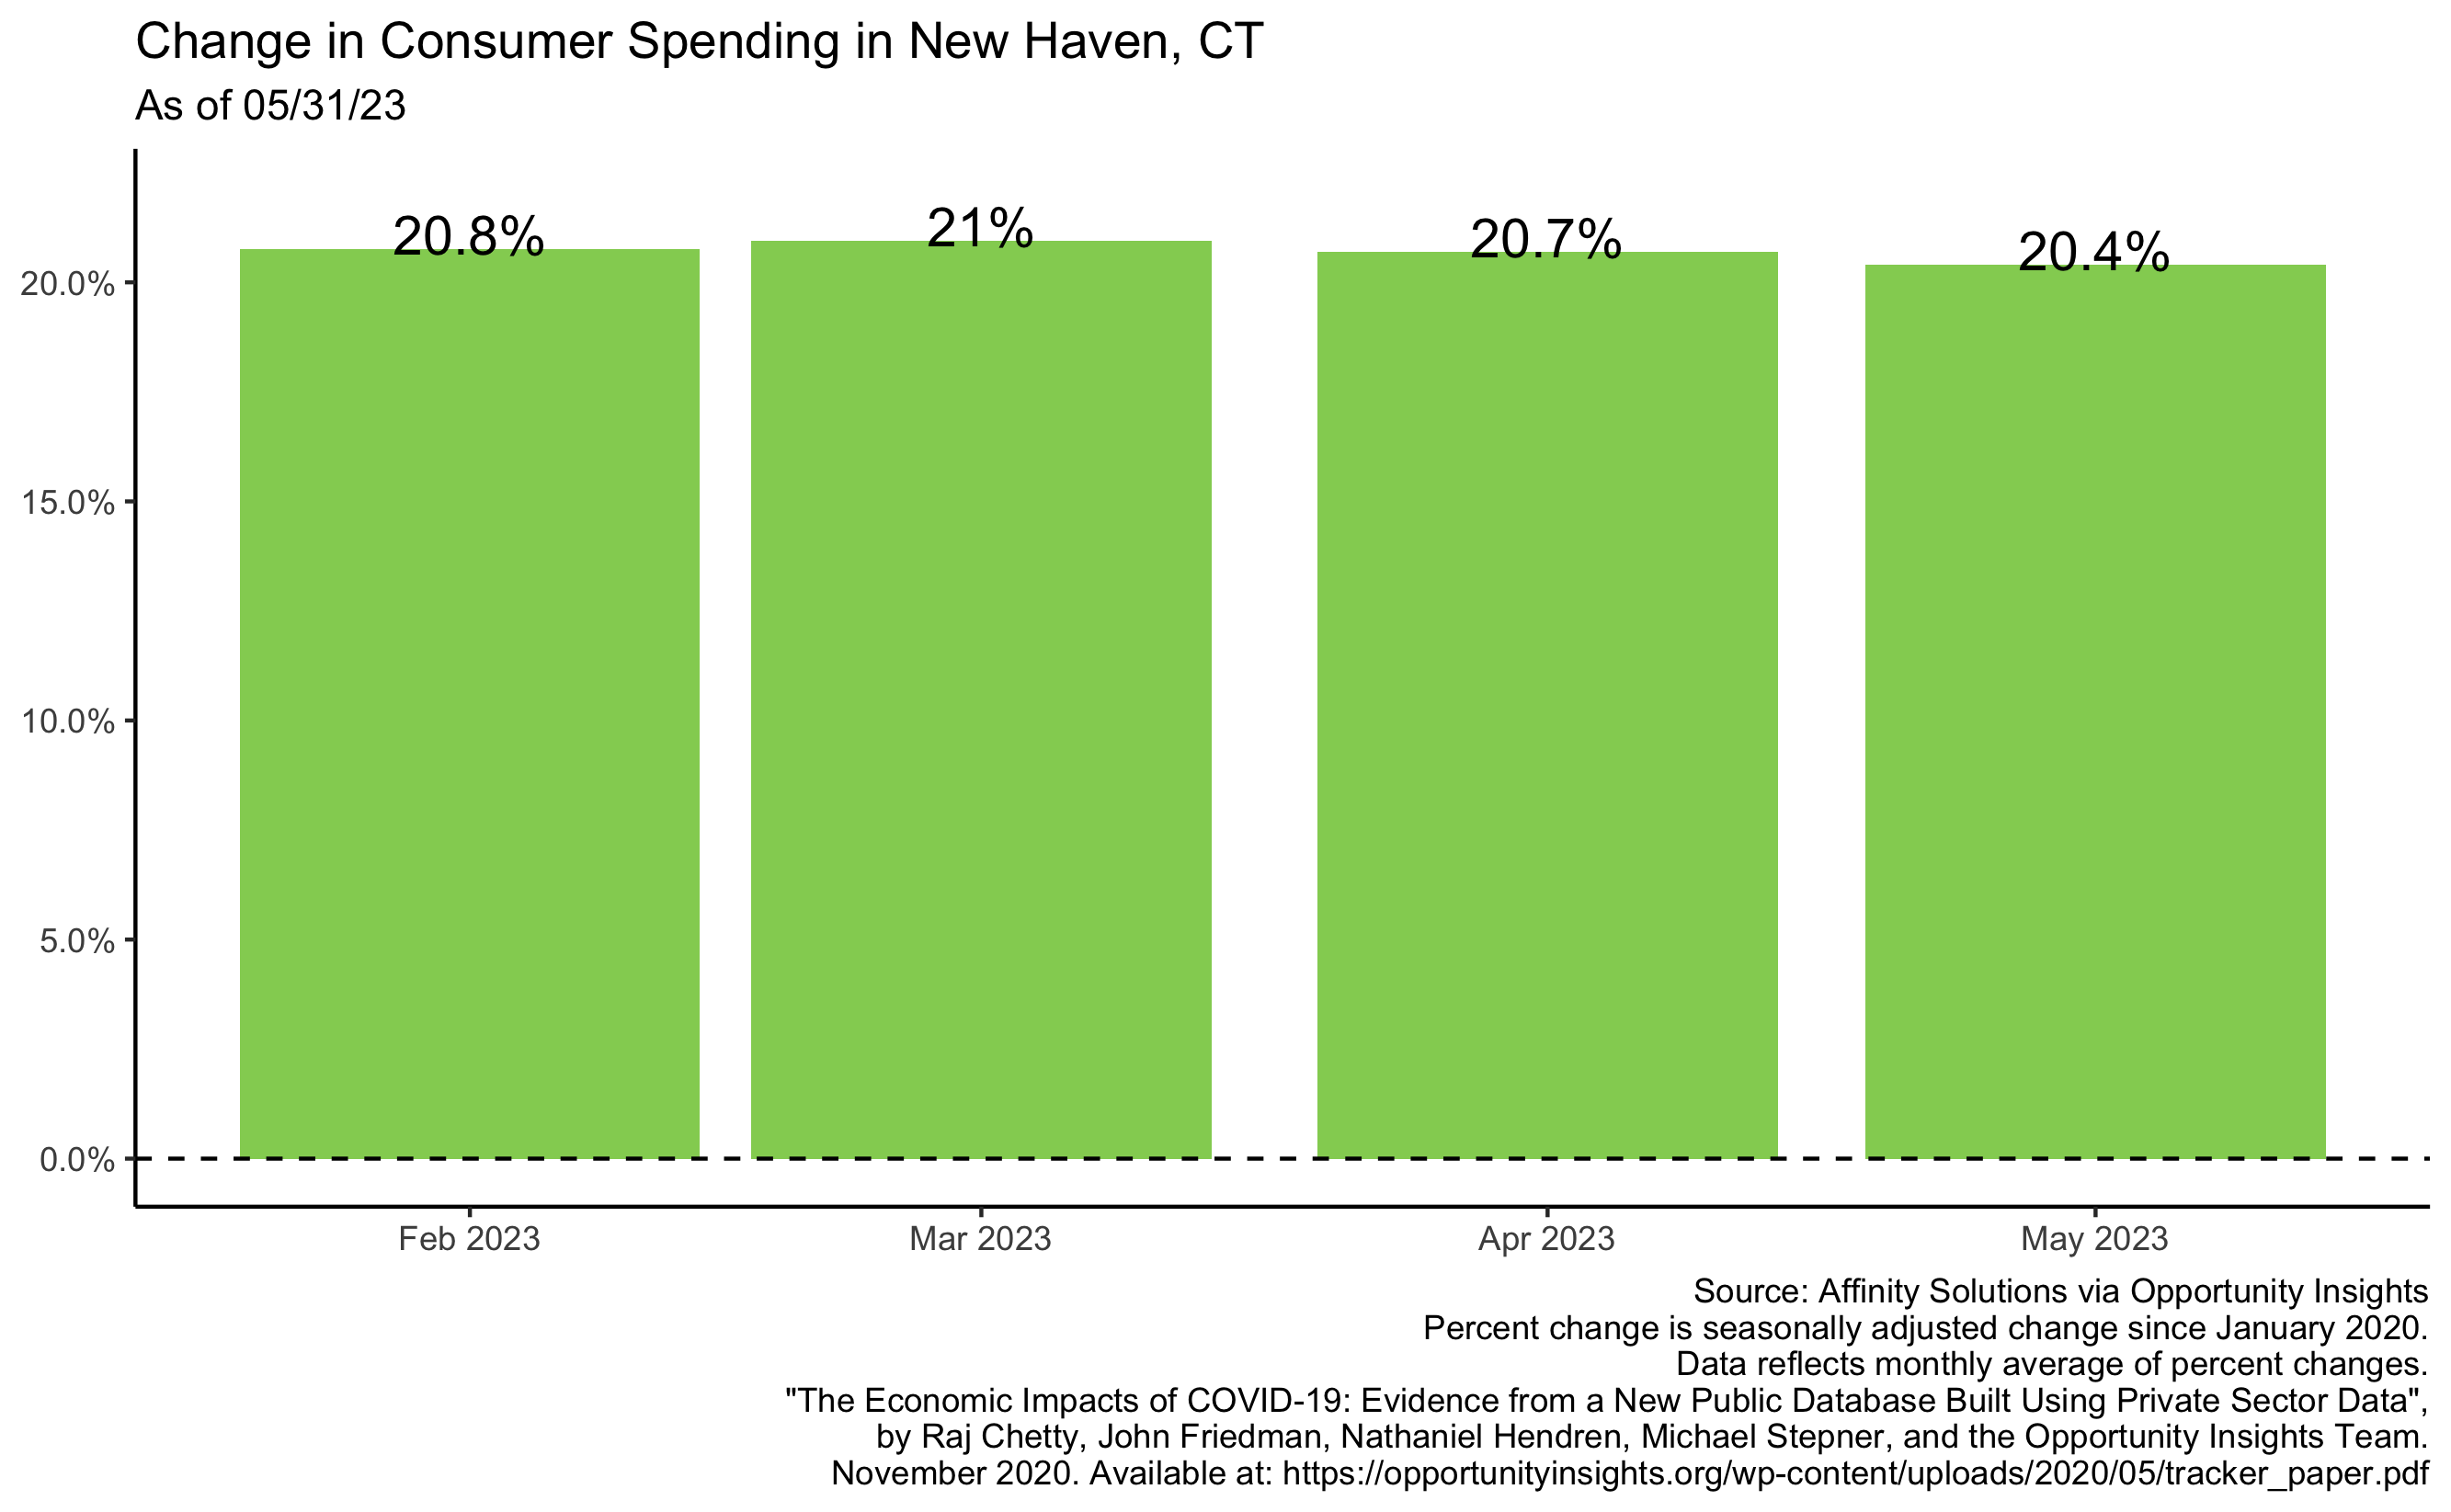 Change in Consumer Spending in New Haven, CT
As of 05/31/23
20.8%
21%
20.7%
20.4%
20.0%
15.0%
10.0%
5.0%
0.0%
Feb 2023
Mar 2023
Apr 2023
May 2023
Source: Affinity Solutions via Opportunity Insights
Percent change is seasonally adjusted change since January 2020.
Data reflects monthly average of percent changes.
"The Economic Impacts of COVID-19: Evidence from a New Public Database Built Using Private Sector Data",
by Raj Chetty, John Friedman, Nathaniel Hendren, Michael Stepner, and the Opportunity Insights Team.
November 2020. Available at: https://opportunityinsights.org/wp-content/uploads/2020/05/tracker_paper.pdf